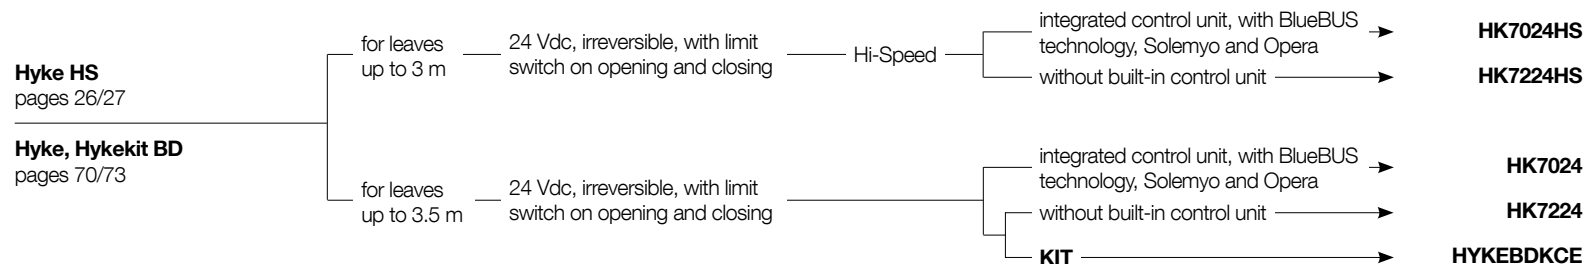 Hyke HS
pages 26/27
Hyke, Hykekit BD
pages 70/73
for leaves
up to 3 m
24 Vdc, irreversible, with limit
switch on opening and closing
Hi-Speed
integrated control unit, with BlueBUS
technology, Solemyo and Opera
HK7024HS
without built-in control unit
HK7224HS
for leaves
up to 3.5 m
24 Vdc, irreversible, with limit
switch on opening and closing
integrated control unit, with BlueBUS
technology, Solemyo and Opera
HK7024
without built-in control unit
HK7224
KIT
HYKEBDKCE